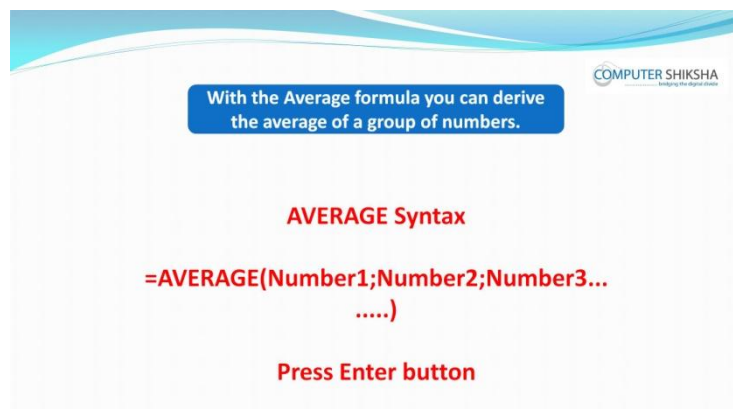 COMPUTER SHIKSHA
bridging the digital divide
With the Average formula you can derive
the average of a group of numbers.
AVERAGE Syntax
=AVERAGE(Number1;Number2;Number3...
.....)
Press Enter button